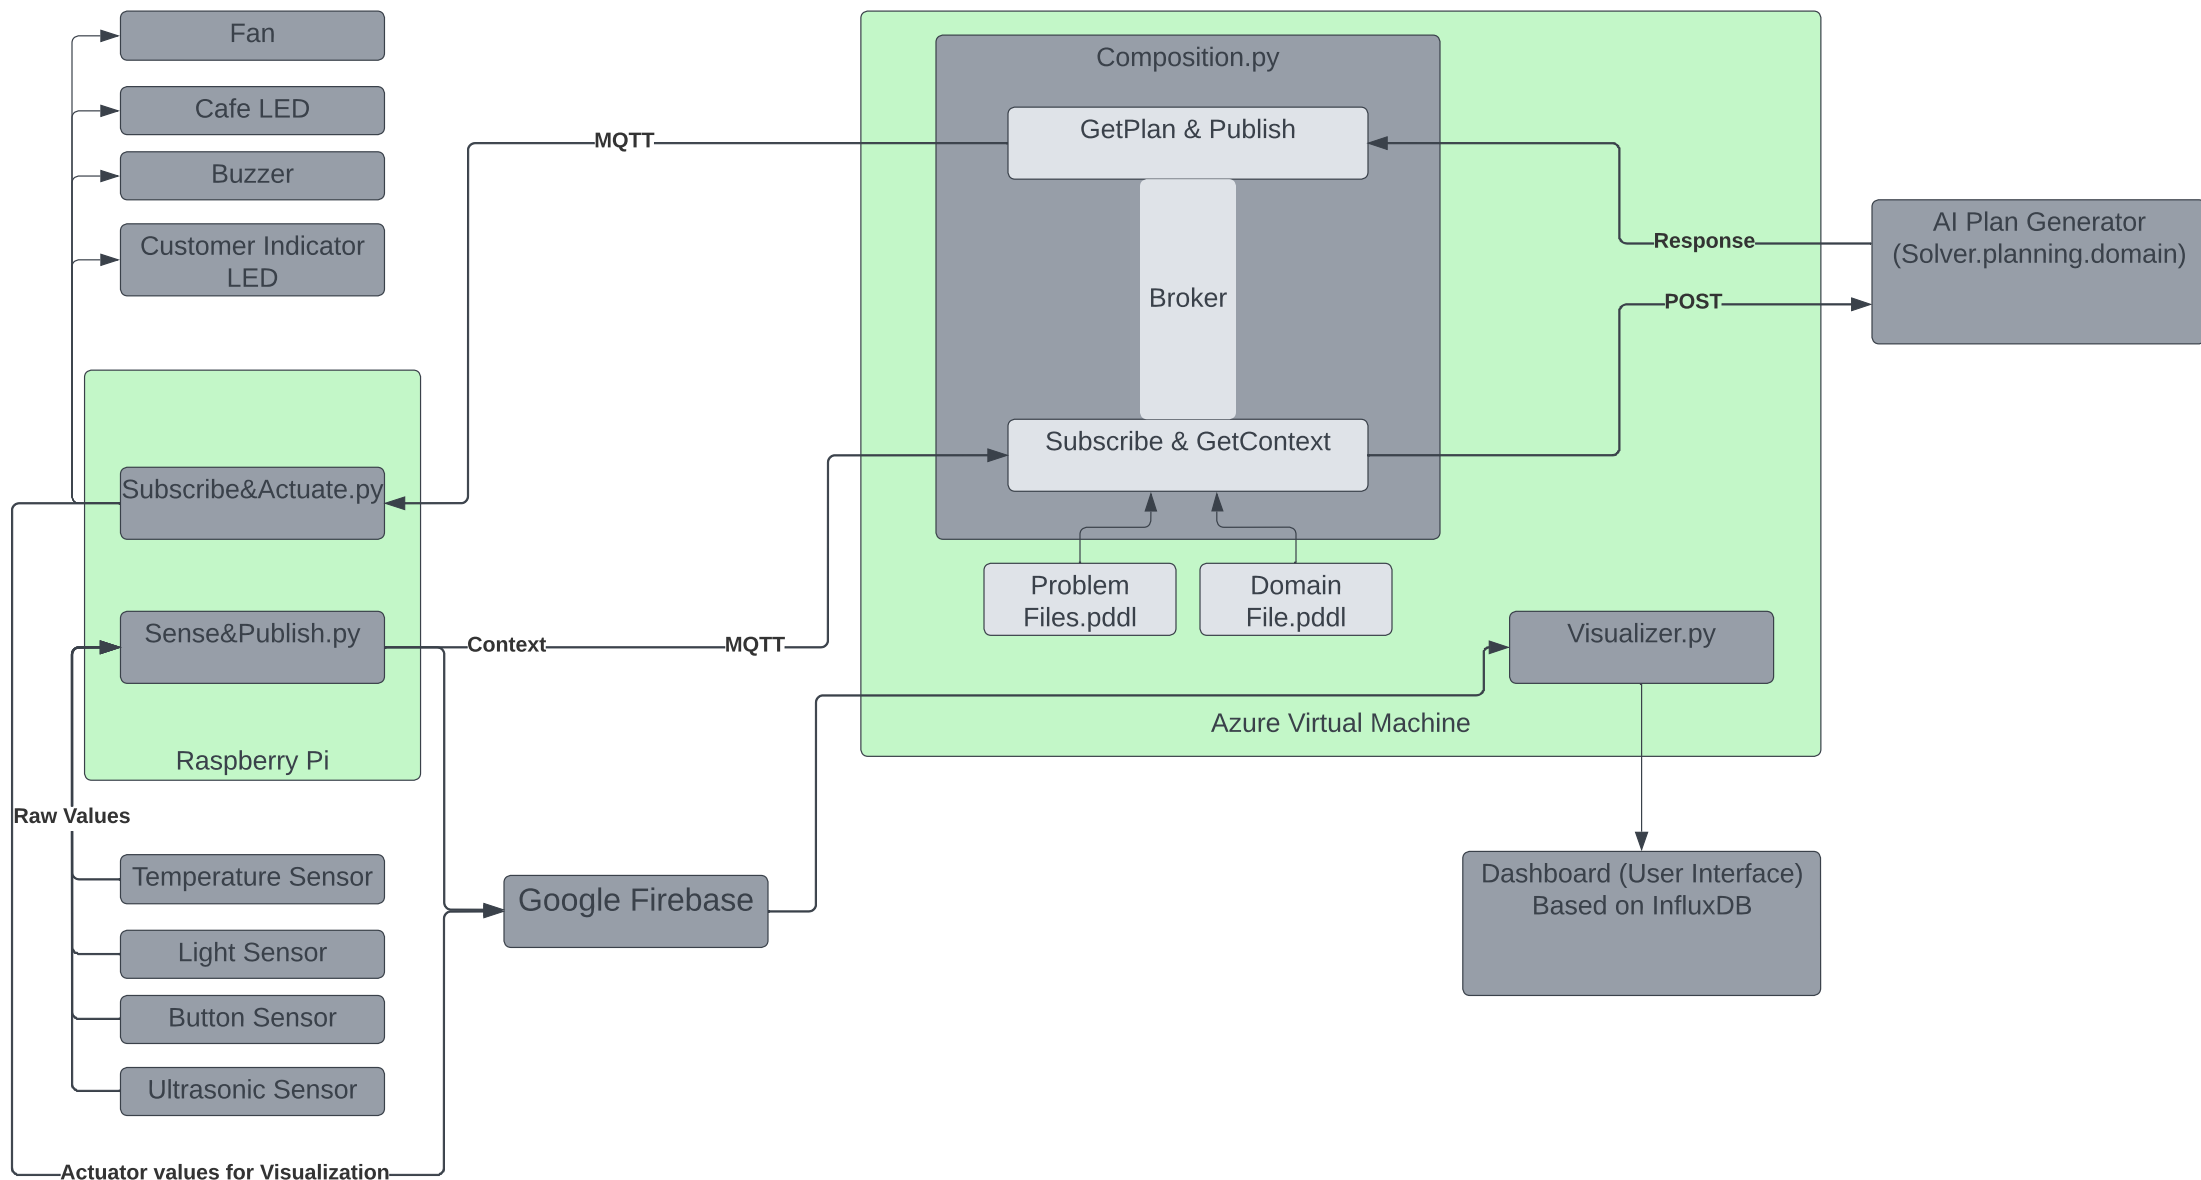 Fan
Cafe LED
Buzzer
Customer Indicator
LED
Subscribe&Actuate.py
Sense&Publish.py
Raspberry Pi
Raw Values
Temperature Sensor
Light Sensor
Button Sensor
Ultrasonic Sensor
Actuator values for Visualization
MQTT
Context
MQTT
Google Firebase
Composition.py
GetPlan & Publish
Broker
Subscribe & GetContext
Problem
Files.pddl
Domain
File.pddl
Visualizer.py
Azure Virtual Machine
Response
POST
AI Plan Generator
(Solver.planning.domain)
Dashboard (User Interface)
Based on InfluxDB